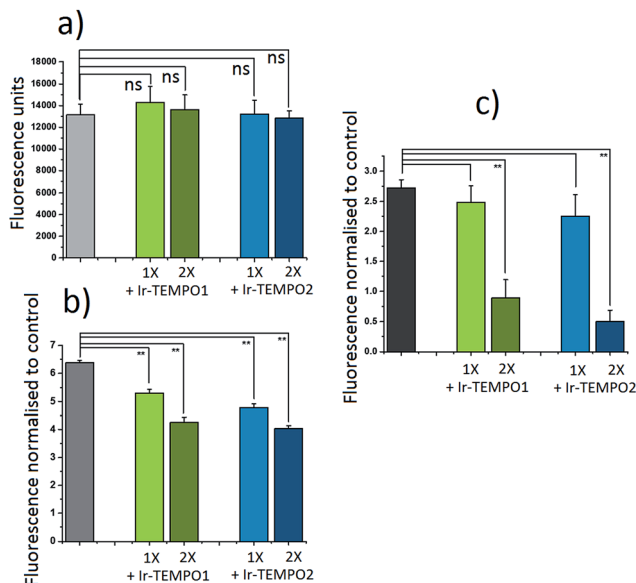 a)
Fluorescence units
18000
16000
14000
12000
10000
8000
6000
4000
2000
0
ns
ns
ns
ns
1X 2X 1X 2X
+ Ir-TEMPO1 + Ir-TEMPO2
b)
Fluorescence normalised to control
7
6
5
4
3
2
1
0
** ** ** **
1X 2X 1X 2X
+ Ir-TEMPO1 + Ir-TEMPO2
c)
Fluorescence normalised to control
3.0
2.5
2.0
1.5
1.0
0.5
0.0
** **
1X 2X 1X 2X
+ Ir-TEMPO1 + Ir-TEMPO2